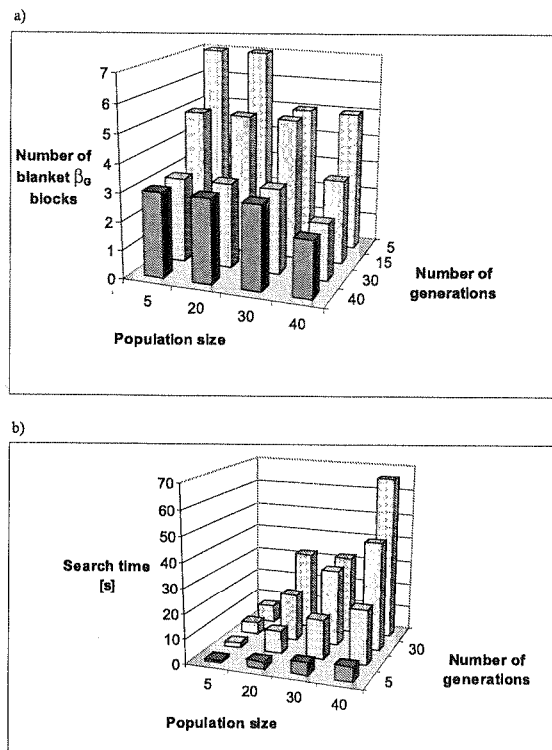 a)
7
6
5
4
3
2
1
0
Number of
blanket βG
blocks
5
20
30
40
Population size
5
15
30
40
Number of
generations
b)
70
60
50
40
30
20
10
0
Search time
[s]
5
20
30
40
Population size
30
5
Number of
generations